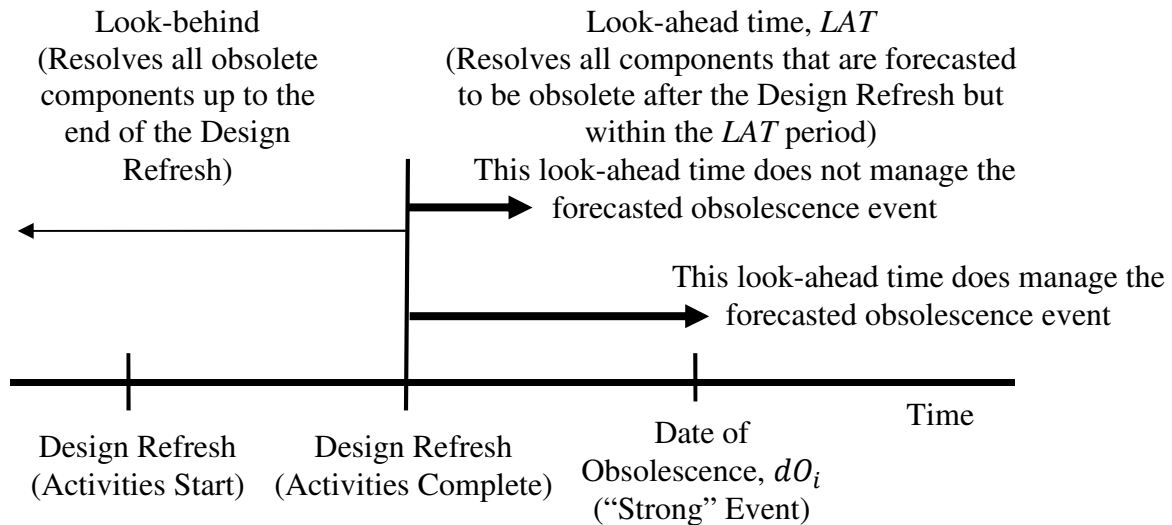 Look-behind
(Resolves all obsolete
components up to the
end of the Design
Refresh)
Look-ahead time, LAT
(Resolves all components that are forecasted
to be obsolete after the Design Refresh but
within the LAT period)
This look-ahead time does not manage the
forecasted obsolescence event
This look-ahead time does manage the
forecasted obsolescence event
Time
Design Refresh
(Activities Start)
Design Refresh
(Activities Complete)
Date of
Obsolescence, dOᵢ
(“Strong” Event)